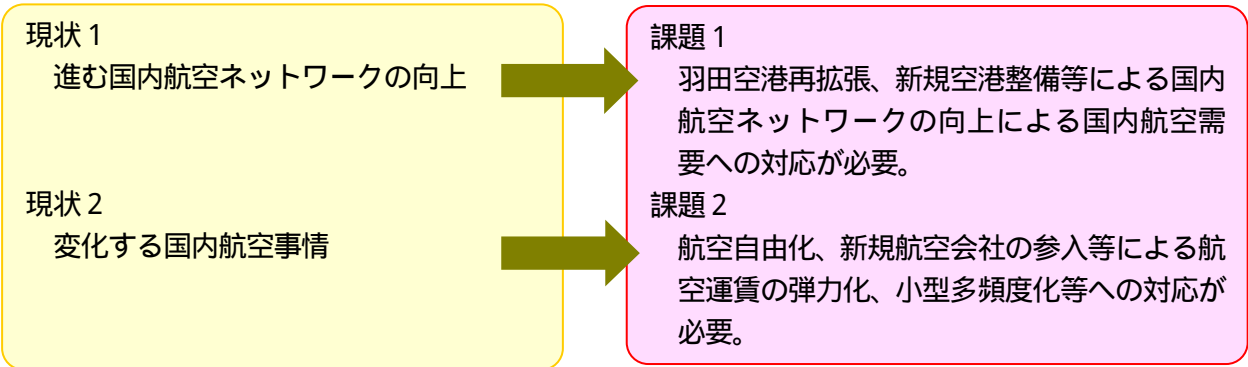 現状１
進む国内航空ネットワークの向上
現状２
変化する国内航空事情
課題１
羽田空港再拡張、新規空港整備等による国内
航空ネットワークの向上による国内航空需
要への対応が必要。
課題２
航空自由化、新規航空会社の参入等による航
空運賃の弾力化、小型多頻度化等への対応が
必要。